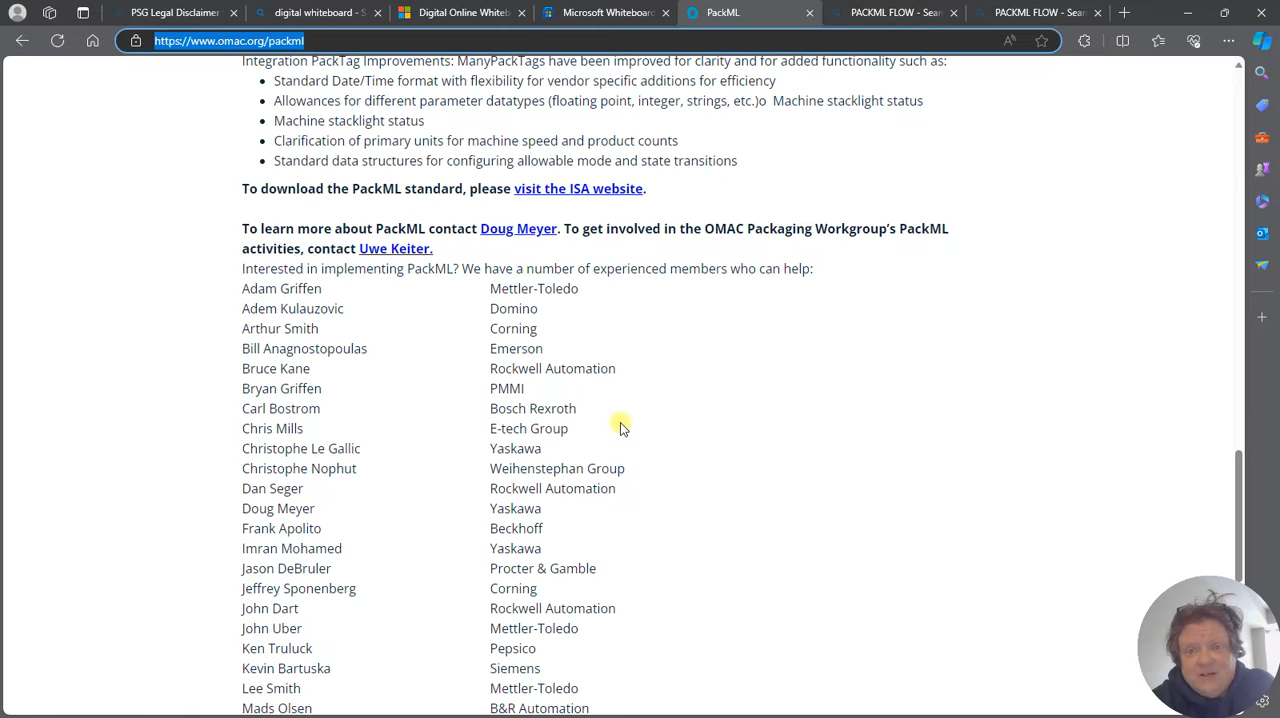 PSG Legal Disclaimer
digital whiteboard - S
Digital Online Whiteb
Microsoft Whiteboard
PackML
PACKML FLOW - Sear
PACKML FLOW - Sear
https://www.omac.org/packml
Integration PackTag Improvements: ManyPackTags have been improved for clarity and for added functionality such as:
Standard Date/Time format with flexibility for vendor specific additions for efficiency
Allowances for different parameter datatypes (floating point, integer, strings, etc.)o Machine stacklight status
Machine stacklight status
Clarification of primary units for machine speed and product counts
Standard data structures for configuring allowable mode and state transitions
To download the PackML standard, please visit the ISA website.
To learn more about PackML contact Doug Meyer. To get involved in the OMAC Packaging Workgroup's PackML
activities, contact Uwe Keiter.
Interested in implementing PackML? We have a number of experienced members who can help:
Adam Griffen Mettler-Toledo
Adem Kulauzovic Domino
Arthur Smith Corning
Bill Anagnostopoulas Emerson
Bruce Kane Rockwell Automation
Bryan Griffen PMMI
Carl Bostrom Bosch Rexroth
Chris Mills E-tech Group
Christophe Le Gallic Yaskawa
Christophe Nophut Weihenstephan Group
Dan Seger Rockwell Automation
Doug Meyer Yaskawa
Frank Apolito Beckhoff
Imran Mohamed Yaskawa
Jason DeBruler Procter & Gamble
Jeffrey Sponenberg Corning
John Dart Rockwell Automation
John Uber Mettler-Toledo
Ken Truluck Pepsico
Kevin Bartuska Siemens
Lee Smith Mettler-Toledo
Mads Olsen B&R Automation